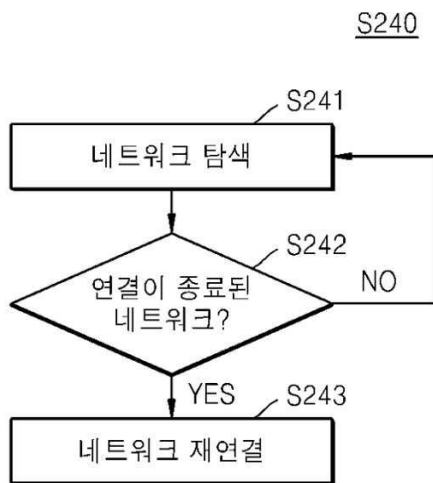 S240
S241
네트워크 탐색
S242
연결이 종료된
네트워크?
NO
YES
S243
네트워크 재연결